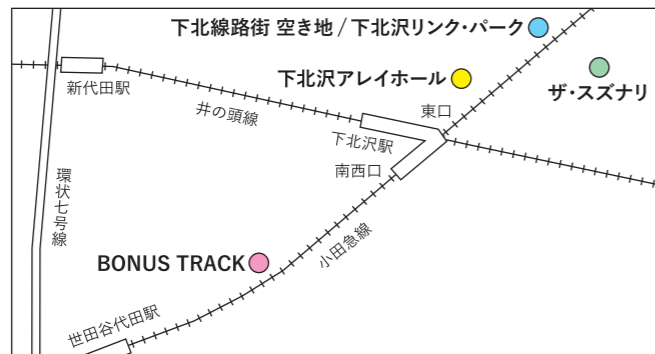 下北線路街 空き地 / 下北沢リンク・パーク
下北沢アレイホール
ザ・スズナリ
新代田駅
井の頭線
東口
下北沢駅
南西口
環状七号線
BONUS TRACK
小田急線
世田谷代田駅